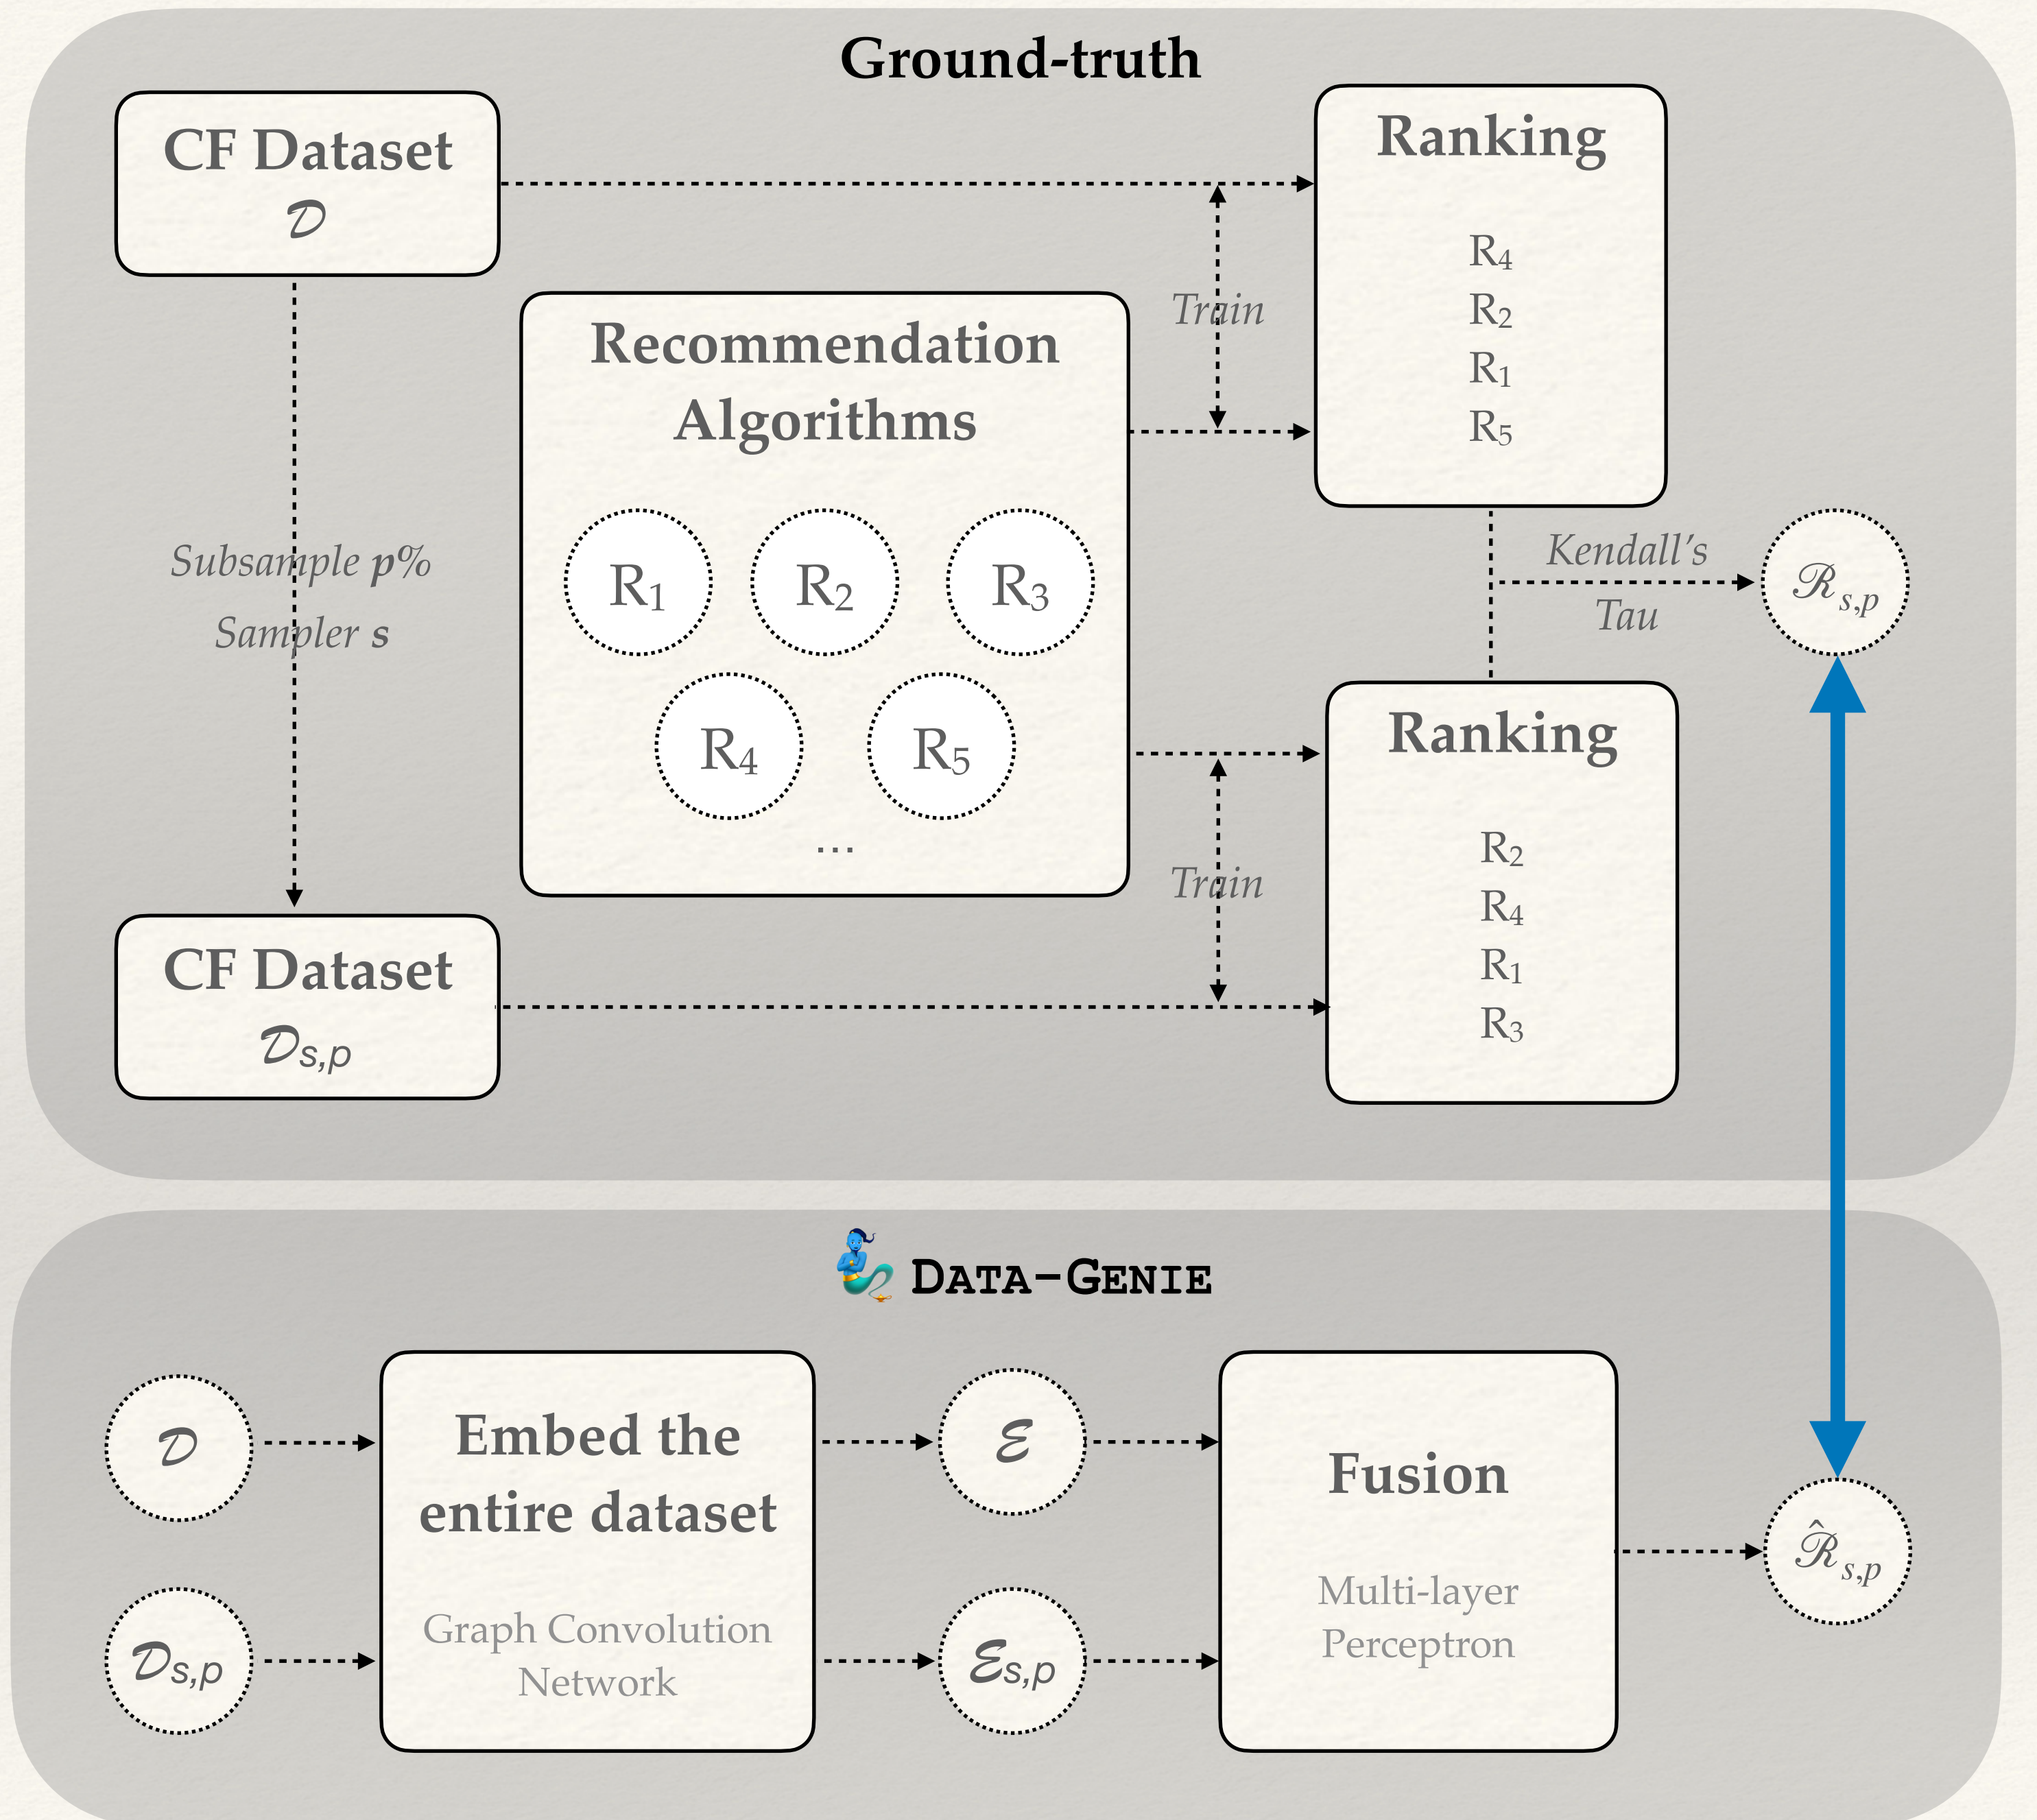 Ground-truth
CF Dataset
𝒟
Ranking
R₄
R₂
R₁
R₅
Train
Recommendation
Algorithms
R₁
R₂
R₃
R₄
R₅
...
Subsample p%
Sampler s
Kendall’s
Tau
ℛs,p
Ranking
R₂
R₄
R₁
R₃
Train
CF Dataset
𝒟s,p
DATA-GENIE
𝒟
𝒟s,p
Embed the
entire dataset
Graph Convolution
Network
ℰ
ℰs,p
Fusion
Multi-layer
Perceptron
ℛ̂s,p